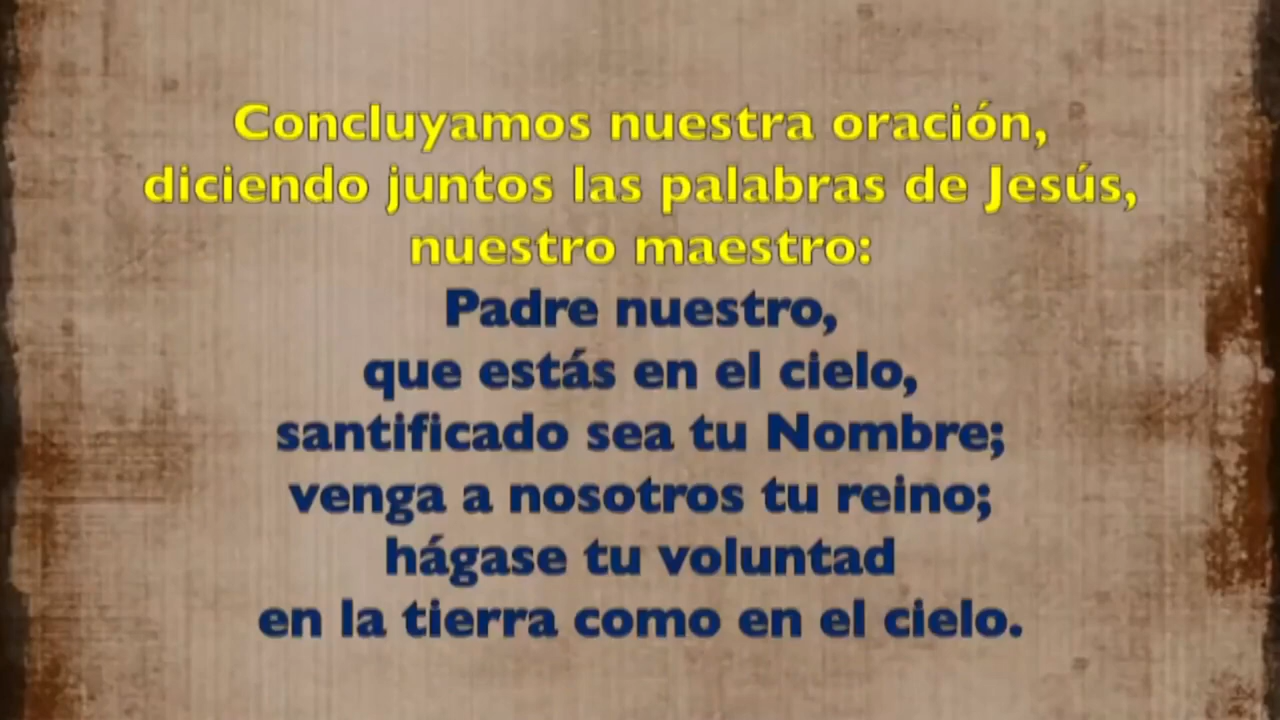 Concluyamos nuestra oración,
diciendo juntos las palabras de Jesús,
nuestro maestro:
Padre nuestro,
que estás en el cielo,
santificado sea tu Nombre;
venga a nosotros tu reino;
hágase tu voluntad
en la tierra como en el cielo.